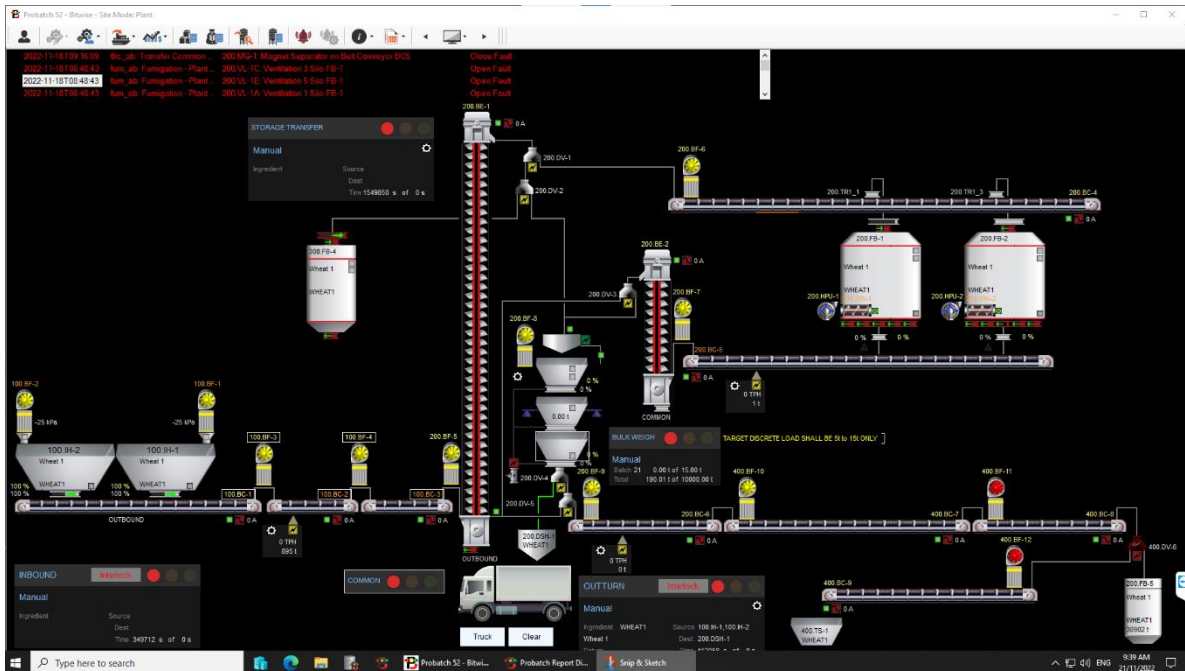 Probatch 52 - Bitwise - Site Mode: Plant
2022-11-18T09:16:09 trc_ab: Transfer Common ... 200.MG-1: Magnet Separator on Belt Conveyor BC5 Close Fault
2022-11-18T08:48:43 fum_ab: Fumigation - Plant ... 200.VL-1C: Ventilation 3 Silo FB-1 Open Fault
2022-11-18T08:48:43 fum_ab: Fumigation - Plant ... 200.VL-1E: Ventilation 5 Silo FB-1 Open Fault
2022-11-18T08:48:43 fum_ab: Fumigation - Plant ... 200.VL-1A: Ventilation 1 Silo FB-1 Open Fault
200.BE-1
0 A
STORAGE TRANSFER
Manual
Ingredient Source
Dest.
Time 1549850 s of 0 s
200.DV-1
200.DV-2
200.BF-6
200.TR1_1
200.TR1_3
200.BC-4
0 A
300.FB-4
Wheat 1
WHEAT1
200.BE-2
0 A
200.FB-1
Wheat 1
WHEAT1
200.FB-2
Wheat 1
WHEAT1
200.HPU-1
200.HPU-2
0 % 0 %
0 % 0 %
200.DV-3
200.BF-7
200.BF-8
200.BC-5
0 A
0 %
0 %
0 TPH
1 t
COMMON
0.00 t
0 %
0 %
BULK WEIGH
Manual
Batch 21 0.00 t of 15.00 t
Total 190.01 t of 10000.00 t
TARGET DISCRETE LOAD SHALL BE 5t to 15t ONLY
100.BF-2
100.BF-1
-25 kPa
-25 kPa
100.IH-2
Wheat 1
WHEAT1
100.IH-1
Wheat 1
WHEAT1
100 %
100 %
100 %
100 %
100.BF-3
100.BF-4
200.BF-5
100.BC-1
100.BC-2
100.BC-3
OUTBOUND
0 A
0 A
0 A
0 TPH
895 t
200.DV-4
200.DV-5
200.BF-9
400.BF-10
400.BF-11
200.BC-6
400.BC-7
400.BC-8
0 A
0 A
0 A
400.BF-12
400.DV-6
200.DSH-1
WHEAT1
0 TPH
0 t
OUTBOUND
INBOUND
Interlock
Manual
Ingredient Source
Dest.
Time 349712 s of 0 s
COMMON
Truck
Clear
OUTTURN
Interlock
Manual
Ingredient WHEAT1 Source 100.IH-1,100.IH-2
Wheat 1 Dest. 200.DSH-1
400.BC-9
0 A
400.TS-1
WHEAT1
200.FB-5
Wheat 1
WHEAT1
30902 t
Type here to search
Probatch 52 - Bitwi...
Probatch Report Di...
Snip & Sketch
ENG
9:39 AM
21/11/2022